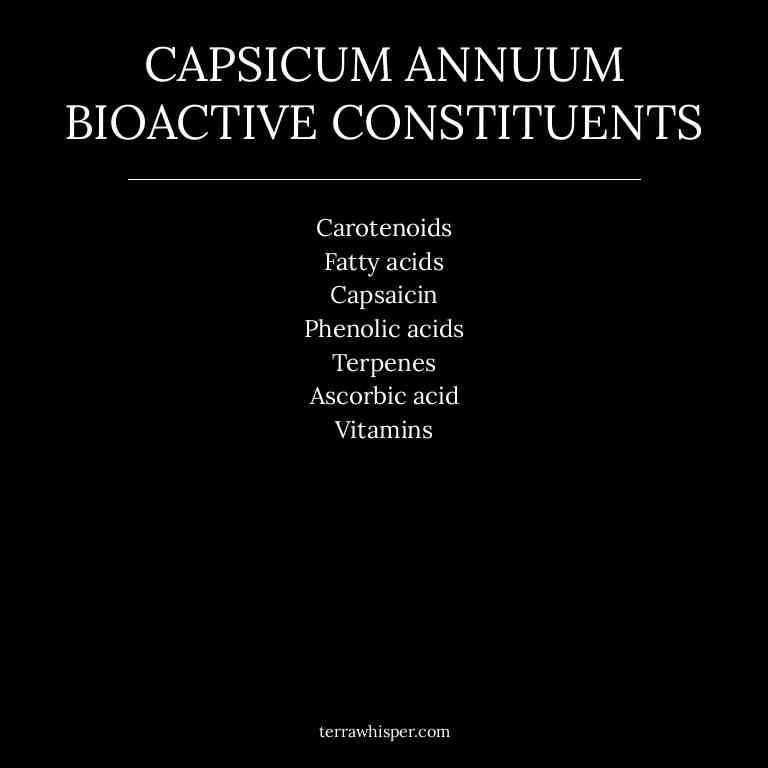 CAPSICUM ANNUUM
BIOACTIVE CONSTITUENTS
Carotenoids
Fatty acids
Capsaicin
Phenolic acids
Terpenes
Ascorbic acid
Vitamins
terrawhisper.com